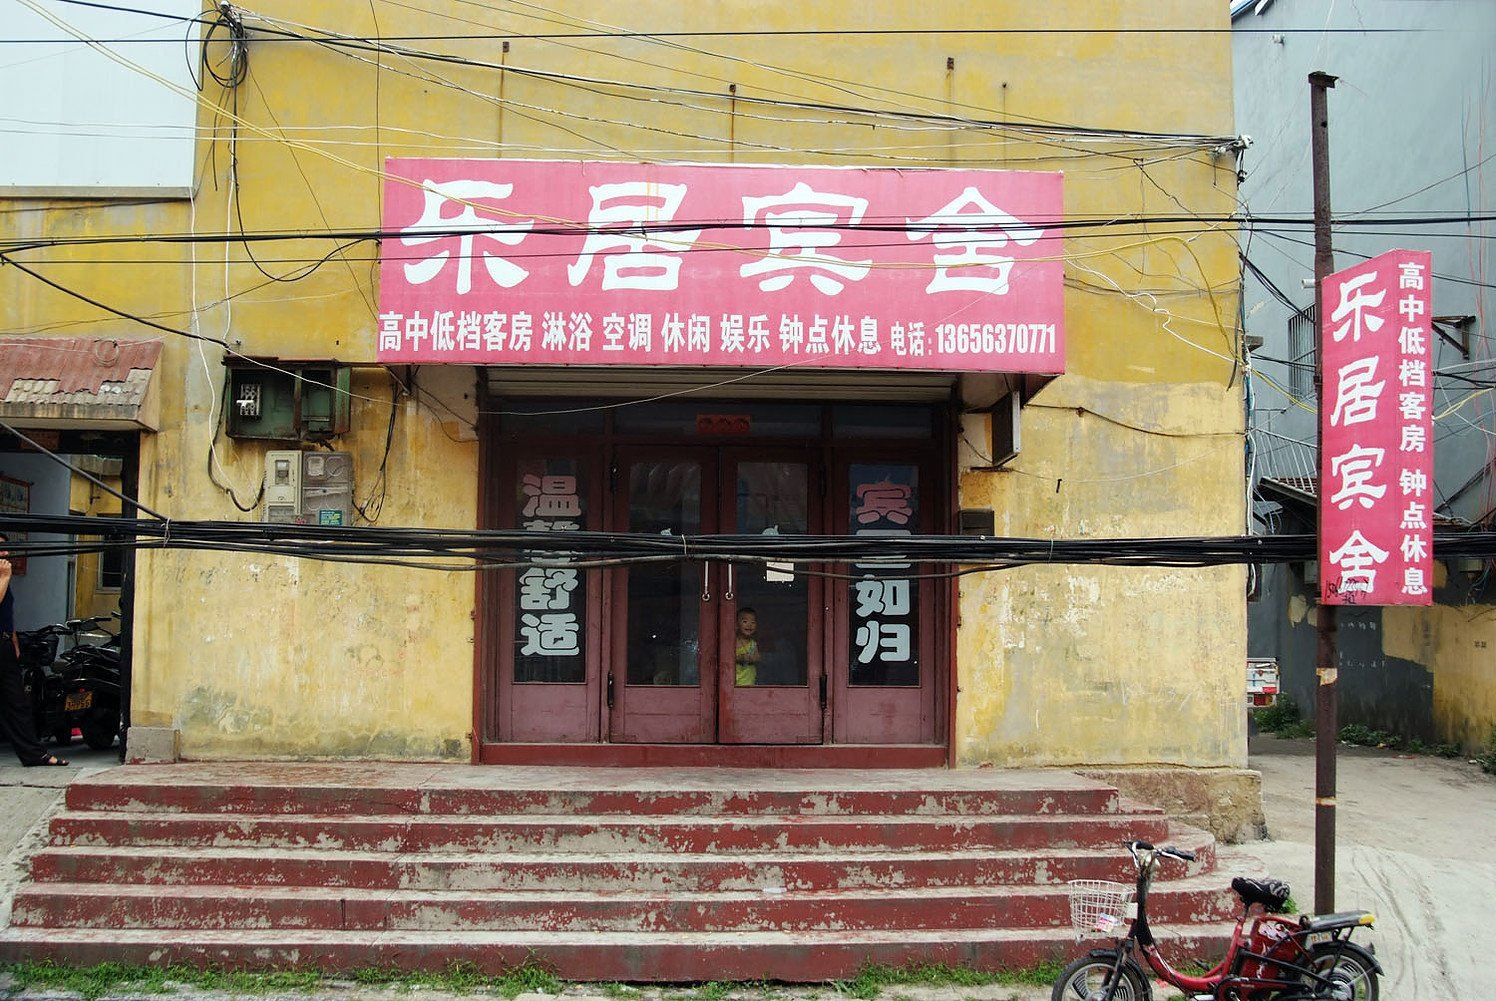 乐居宾舍
高中低档客房 淋浴 空调 休闲 娱乐 钟点休息 电话:13656370771
温馨舒适
宾至如归
乐居宾舍
高中低档客房 钟点休息